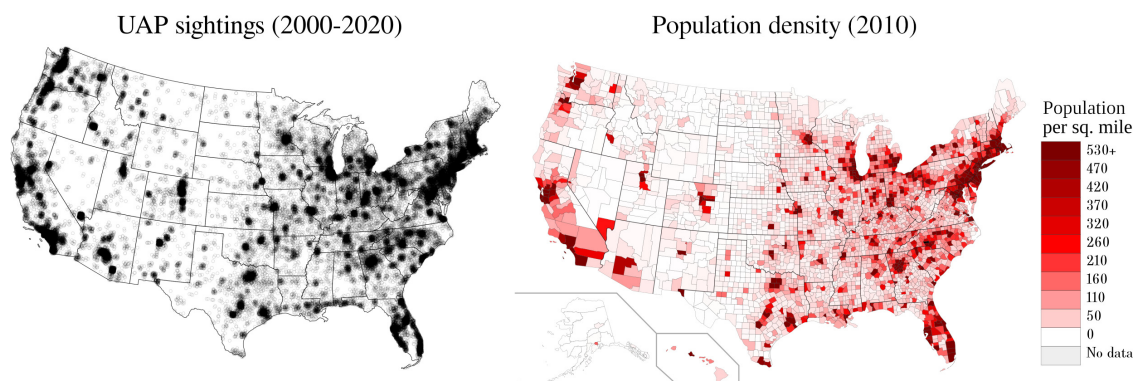 UAP sightings (2000-2020)
Population density (2010)
Population
per sq. mile
530+
470
420
370
320
260
210
160
110
50
0
No data